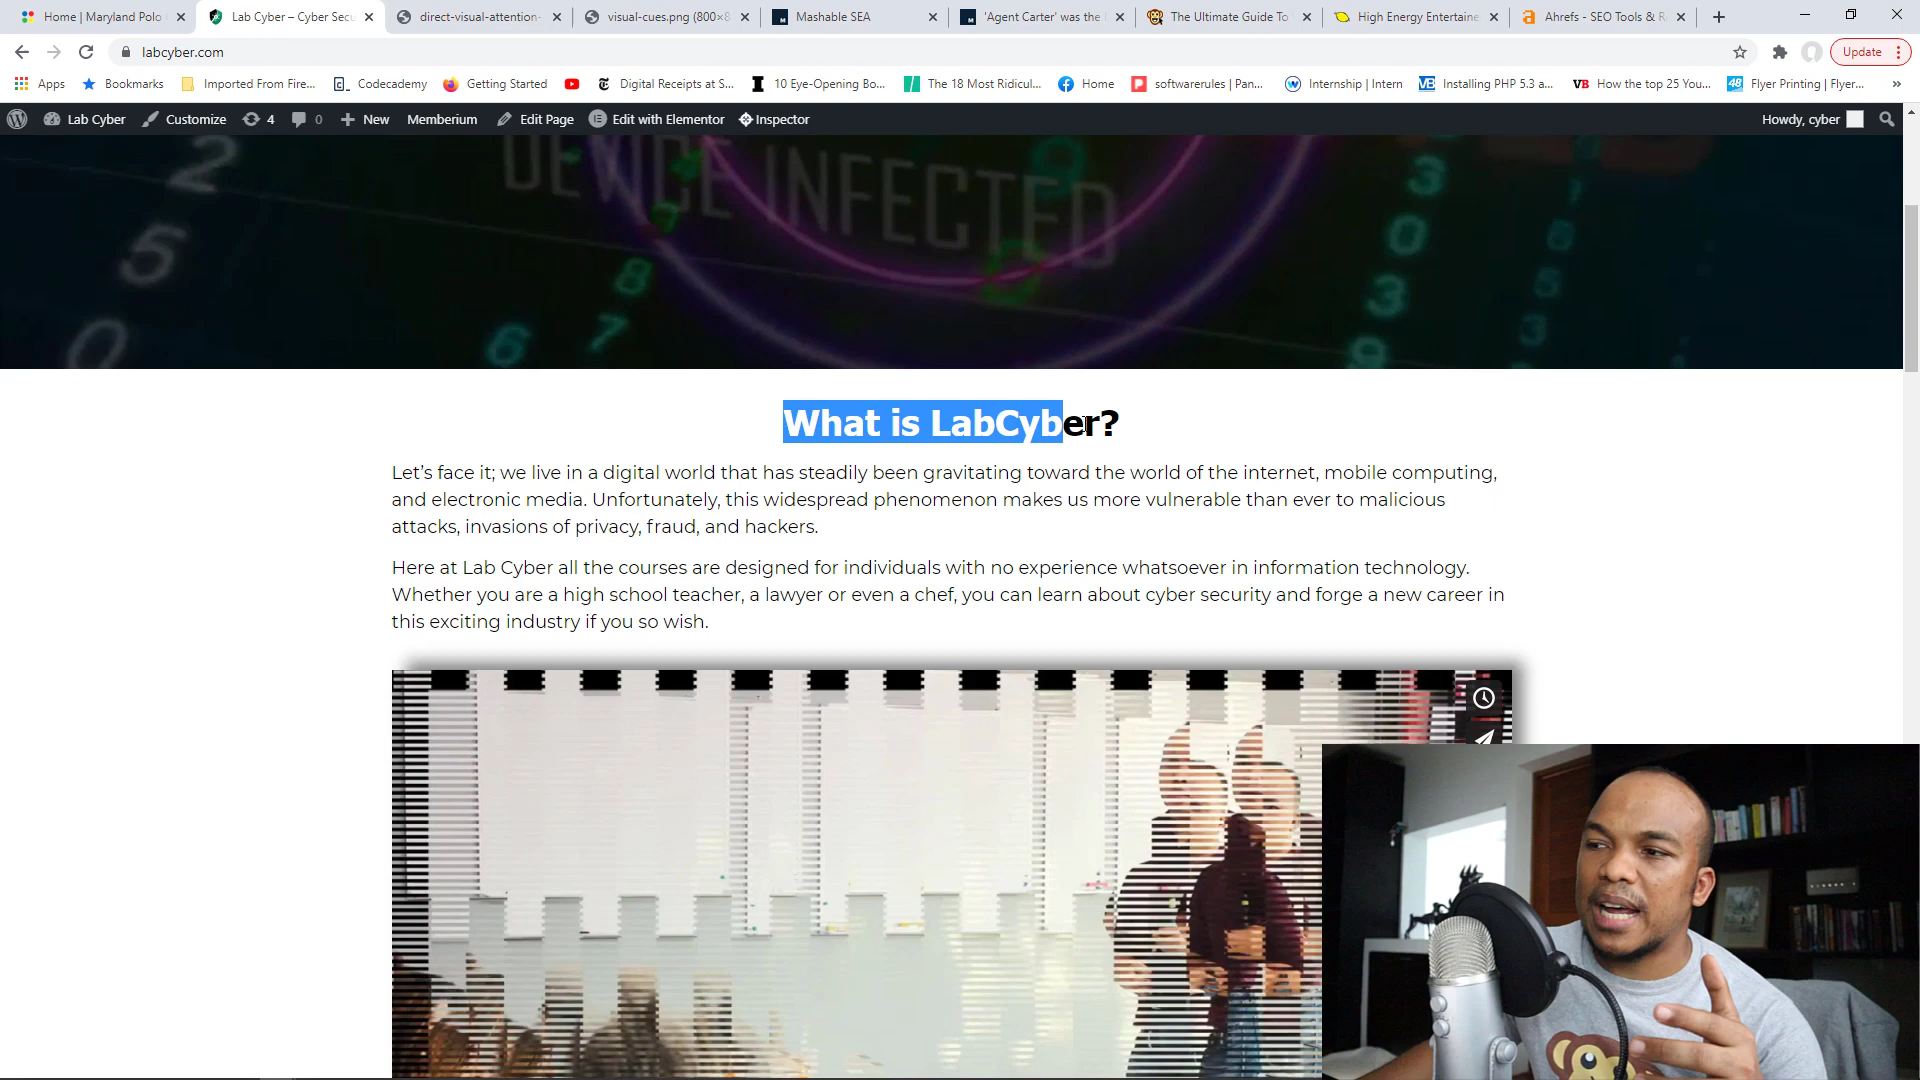 Home | Maryland Polo
Lab Cyber – Cyber Secu
direct-visual-attention-
visual-cues.png (800×8
Mashable SEA
'Agent Carter' was the
The Ultimate Guide To
High Energy Entertaine
Ahrefs - SEO Tools & R
labcyber.com
Update
Apps
Bookmarks
Imported From Fire...
Codecademy
Getting Started
Digital Receipts at S...
10 Eye-Opening Bo...
The 18 Most Ridicul...
Home
softwarerules | Pan...
Internship | Intern
Installing PHP 5.3 a...
How the top 25 You...
Flyer Printing | Flyer...
»
Lab Cyber
Customize
4
0
New
Memberium
Edit Page
Edit with Elementor
Inspector
Howdy, cyber
DEVICE INFECTED
What is LabCyber?
Let’s face it; we live in a digital world that has steadily been gravitating toward the world of the internet, mobile computing,
and electronic media. Unfortunately, this widespread phenomenon makes us more vulnerable than ever to malicious
attacks, invasions of privacy, fraud, and hackers.
Here at Lab Cyber all the courses are designed for individuals with no experience whatsoever in information technology.
Whether you are a high school teacher, a lawyer or even a chef, you can learn about cyber security and forge a new career in
this exciting industry if you so wish.